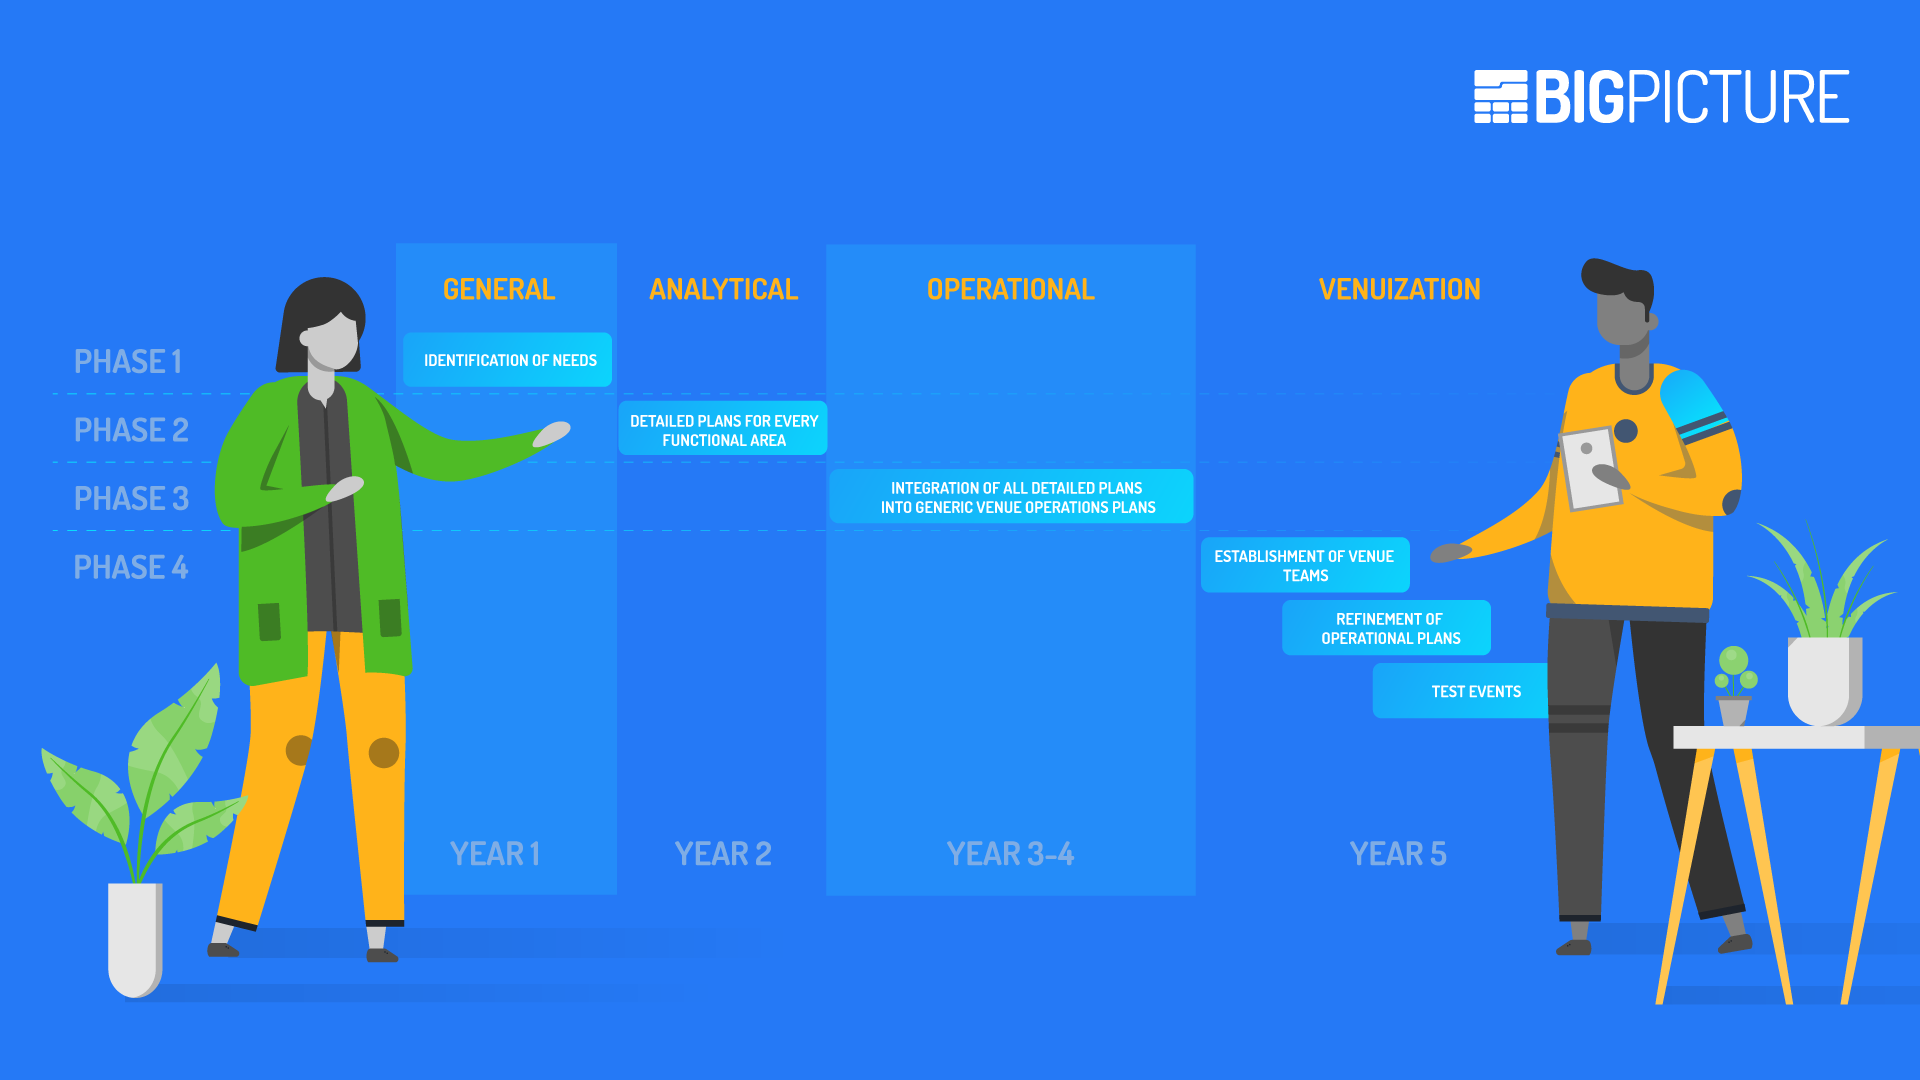 BIGPICTURE
GENERAL
ANALYTICAL
OPERATIONAL
VENUIZATION
PHASE 1
IDENTIFICATION OF NEEDS
PHASE 2
DETAILED PLANS FOR EVERY
FUNCTIONAL AREA
PHASE 3
INTEGRATION OF ALL DETAILED PLANS
INTO GENERIC VENUE OPERATIONS PLANS
PHASE 4
ESTABLISHMENT OF VENUE
TEAMS
REFINEMENT OF
OPERATIONAL PLANS
TEST EVENTS
YEAR 1
YEAR 2
YEAR 3-4
YEAR 5